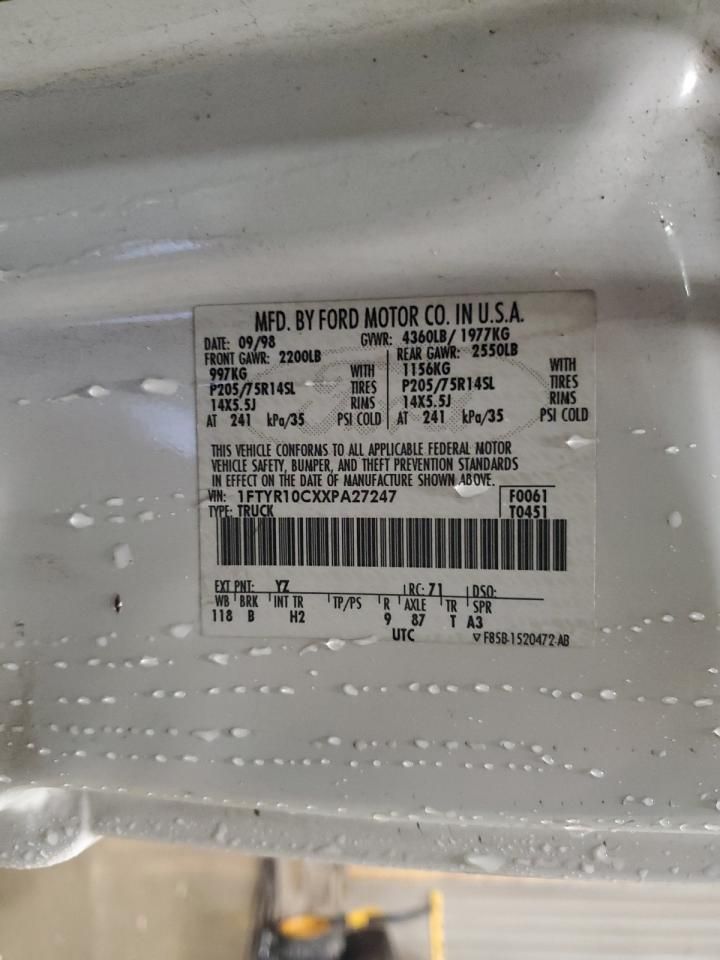 MFD. BY FORD MOTOR CO. IN U.S.A.
DATE: 09/98 GVWR: 4360LB/ 1977KG
FRONT GAWR: 2200LB REAR GAWR: 2550LB
997KG WITH 1156KG WITH
P205/75R14SL TIRES P205/75R14SL TIRES
14X5.5J RIMS 14X5.5J RIMS
AT 241 kPa/35 PSI COLD AT 241 kPa/35 PSI COLD
THIS VEHICLE CONFORMS TO ALL APPLICABLE FEDERAL MOTOR
VEHICLE SAFETY, BUMPER, AND THEFT PREVENTION STANDARDS
IN EFFECT ON THE DATE OF MANUFACTURE SHOWN ABOVE.
VIN: 1FTYR10CXXPA27247 F0061
TYPE: TRUCK T0451
EXT PNT: YZ RC: 71 DSO:
WB BRK INT TR TP/PS R AXLE TR SPR
118 B H2 9 87 T A3
UTC ▽ F85B-1520472-AB